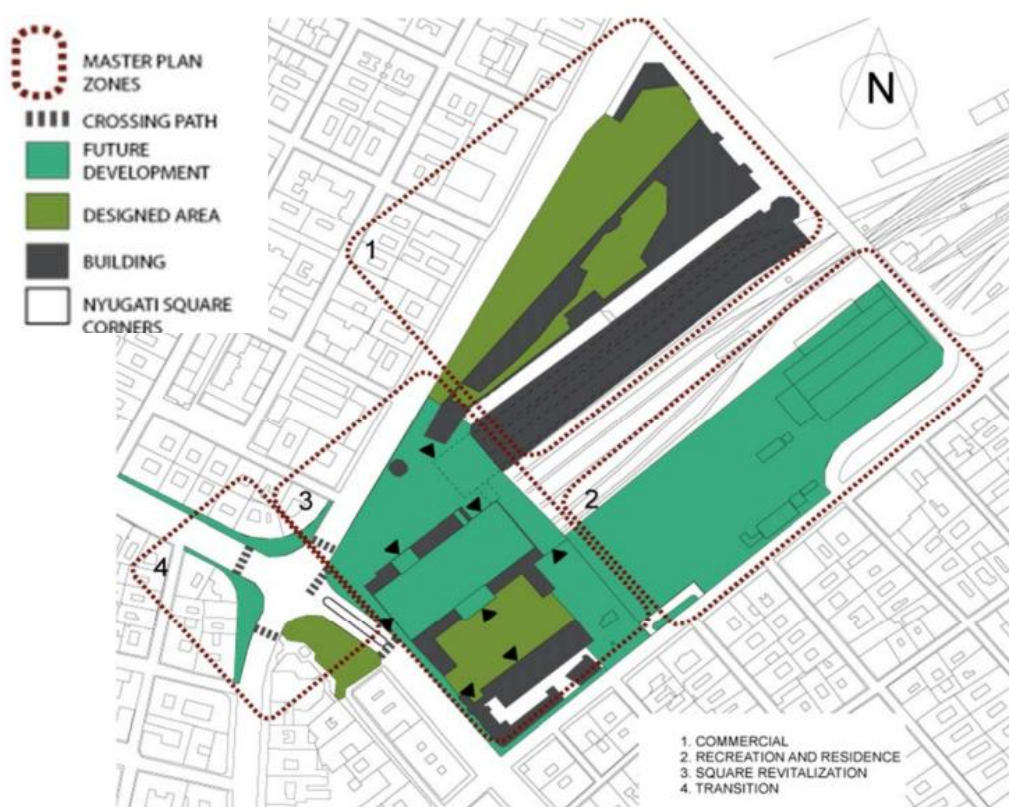 MASTER PLAN
ZONES
CROSSING PATH
FUTURE
DEVELOPMENT
DESIGNED AREA
BUILDING
NYUGATI SQUARE
CORNERS
N
1
2
3
4
1. COMMERCIAL
2. RECREATION AND RESIDENCE
3. SQUARE REVITALIZATION
4. TRANSITION